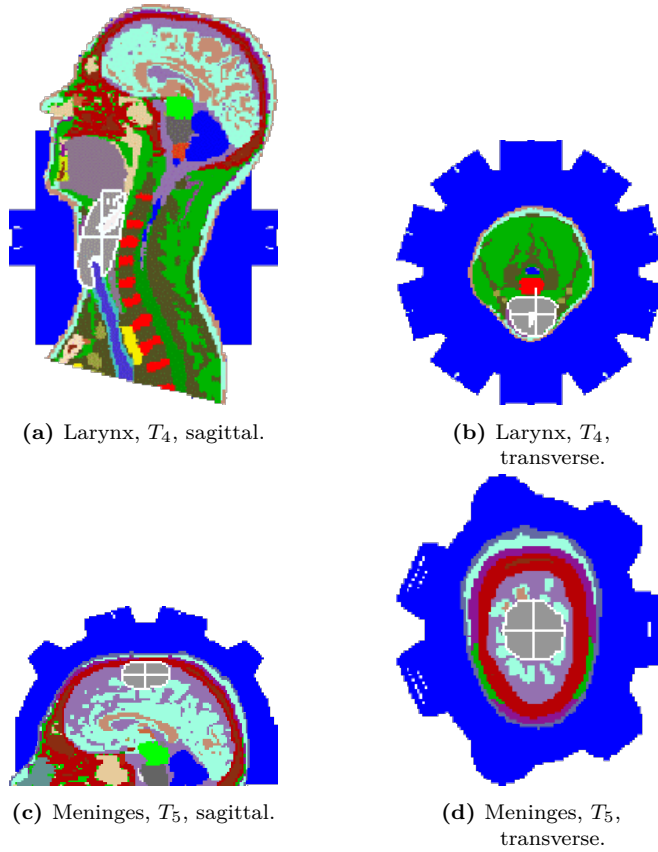 (a) Larynx, T4, sagittal.
(b) Larynx, T4,
transverse.
(c) Meninges, T5, sagittal.
(d) Meninges, T5,
transverse.